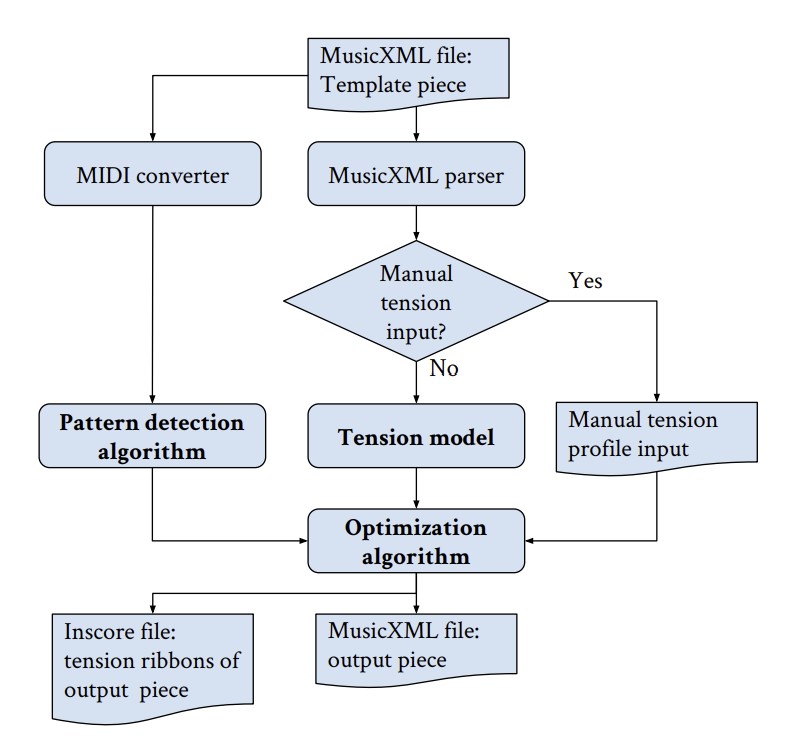 MusicXML file:
Template piece
MIDI converter
MusicXML parser
Manual
tension
input?
Yes
No
Pattern detection
algorithm
Tension model
Manual tension
profile input
Optimization
algorithm
Inscore file:
tension ribbons of
output piece
MusicXML file:
output piece